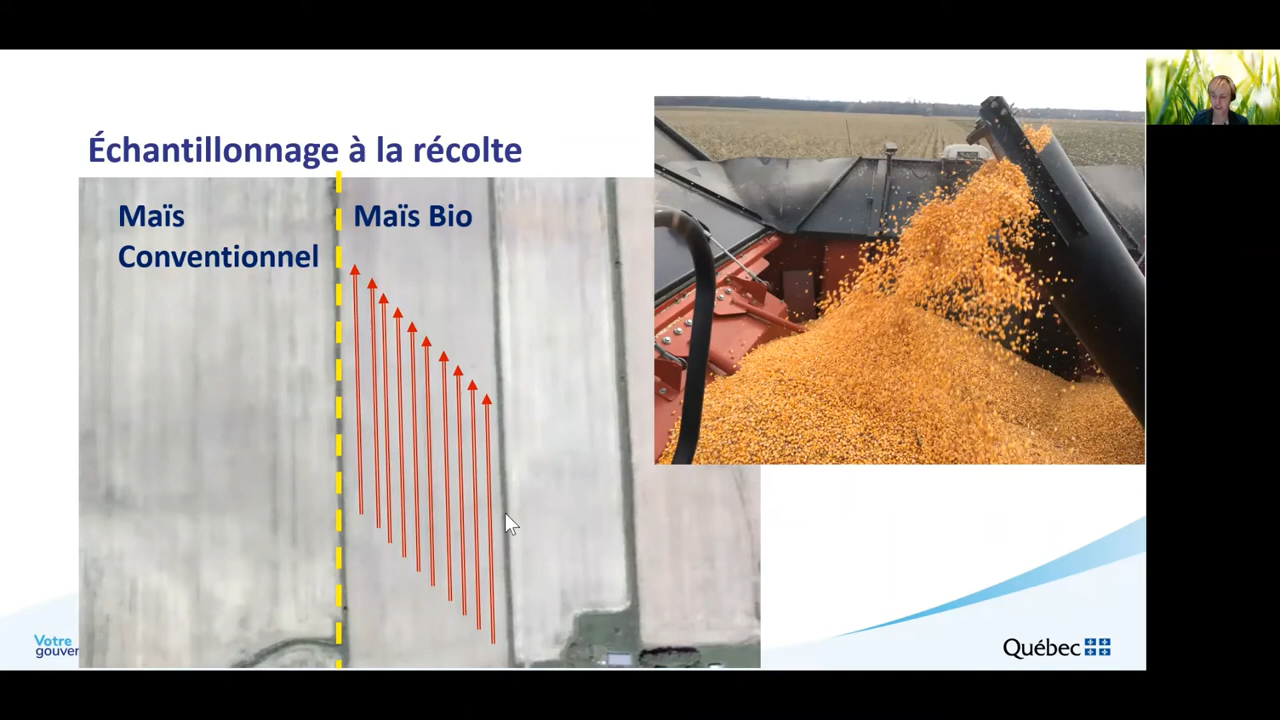 Échantillonnage à la récolte
Maïs
Conventionnel
Maïs Bio
Votre
gouver
Québec